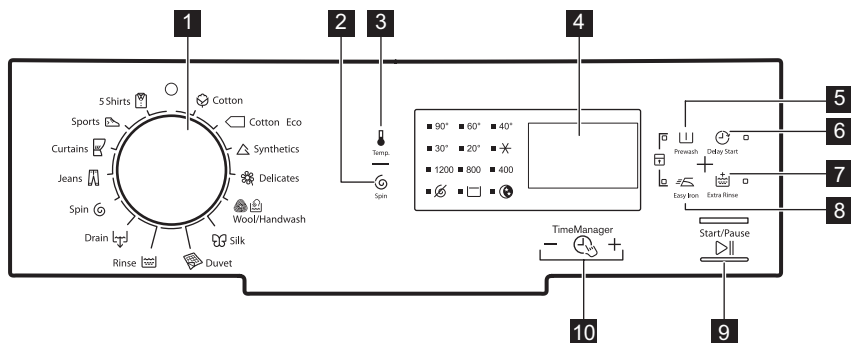 1
2
3
4
5
6
7
8
9
10
5 Shirts
Sports
Curtains
Jeans
Spin
Drain
Rinse
Cotton
Cotton Eco
Synthetics
Delicates
Wool/Handwash
Silk
Duvet
Temp.
Spin
90° 60° 40°
30° 20°
1200 800 400
TimeManager
− +
Prewash
Delay Start
Easy Iron
Extra Rinse
Start/Pause